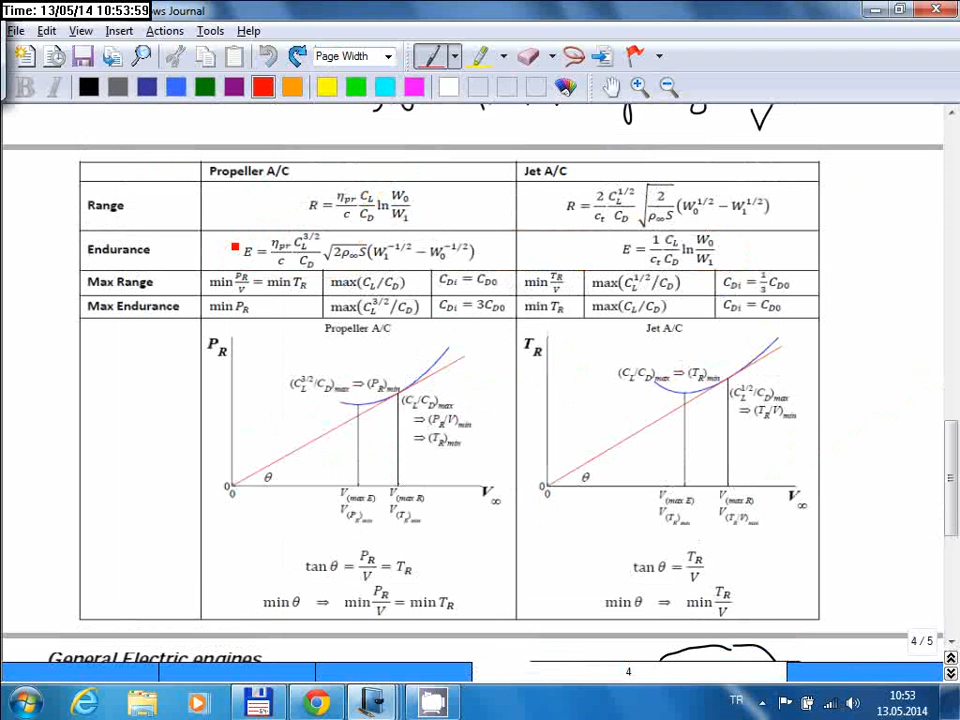 Time: 13/05/14 10:53:59
ows Journal
File Edit View Insert Actions Tools Help
Page Width
B I
V
Propeller A/C Jet A/C
Range R = η_pr/c C_L/C_D ln W_0/W_1 R = 2/c_t C_L^1/2/C_D √(2/ρ∞S) (W_0^1/2 − W_1^1/2)
Endurance E = η_pr/c C_L^3/2/C_D √2ρ∞S (W_1^−1/2 − W_0^−1/2) E = 1/c_t C_L/C_D ln W_0/W_1
Max Range min P_R/V = min T_R max(C_L/C_D) C_Di = C_D0 min T_R/V max(C_L^1/2/C_D) C_Di = 1/3 C_D0
Max Endurance min P_R max(C_L^3/2/C_D) C_Di = 3C_D0 min T_R max(C_L/C_D) C_Di = C_D0
Propeller A/C
P_R
(C_L^3/2/C_D)_max ⇒ (P_R)_min
(C_L/C_D)_max
⇒ (P_R/V)_min
⇒ (T_R)_min
θ
0
0
V_(max E) V_(max R) V_∞
V_(P_R)_min V_(T_R)_min
tan θ = P_R/V = T_R
min θ ⇒ min P_R/V = min T_R
Jet A/C
T_R
(C_L/C_D)_max ⇒ (T_R)_min
(C_L^1/2/C_D)_max
⇒ (T_R/V)_min
θ
0
0
V_(max E) V_(max R) V_∞
V_(T_R)_min V_(T_R/V)_min
tan θ = T_R/V
min θ ⇒ min T_R/V
4 / 5
General Electric engines
4
TR
10:53
13.05.2014